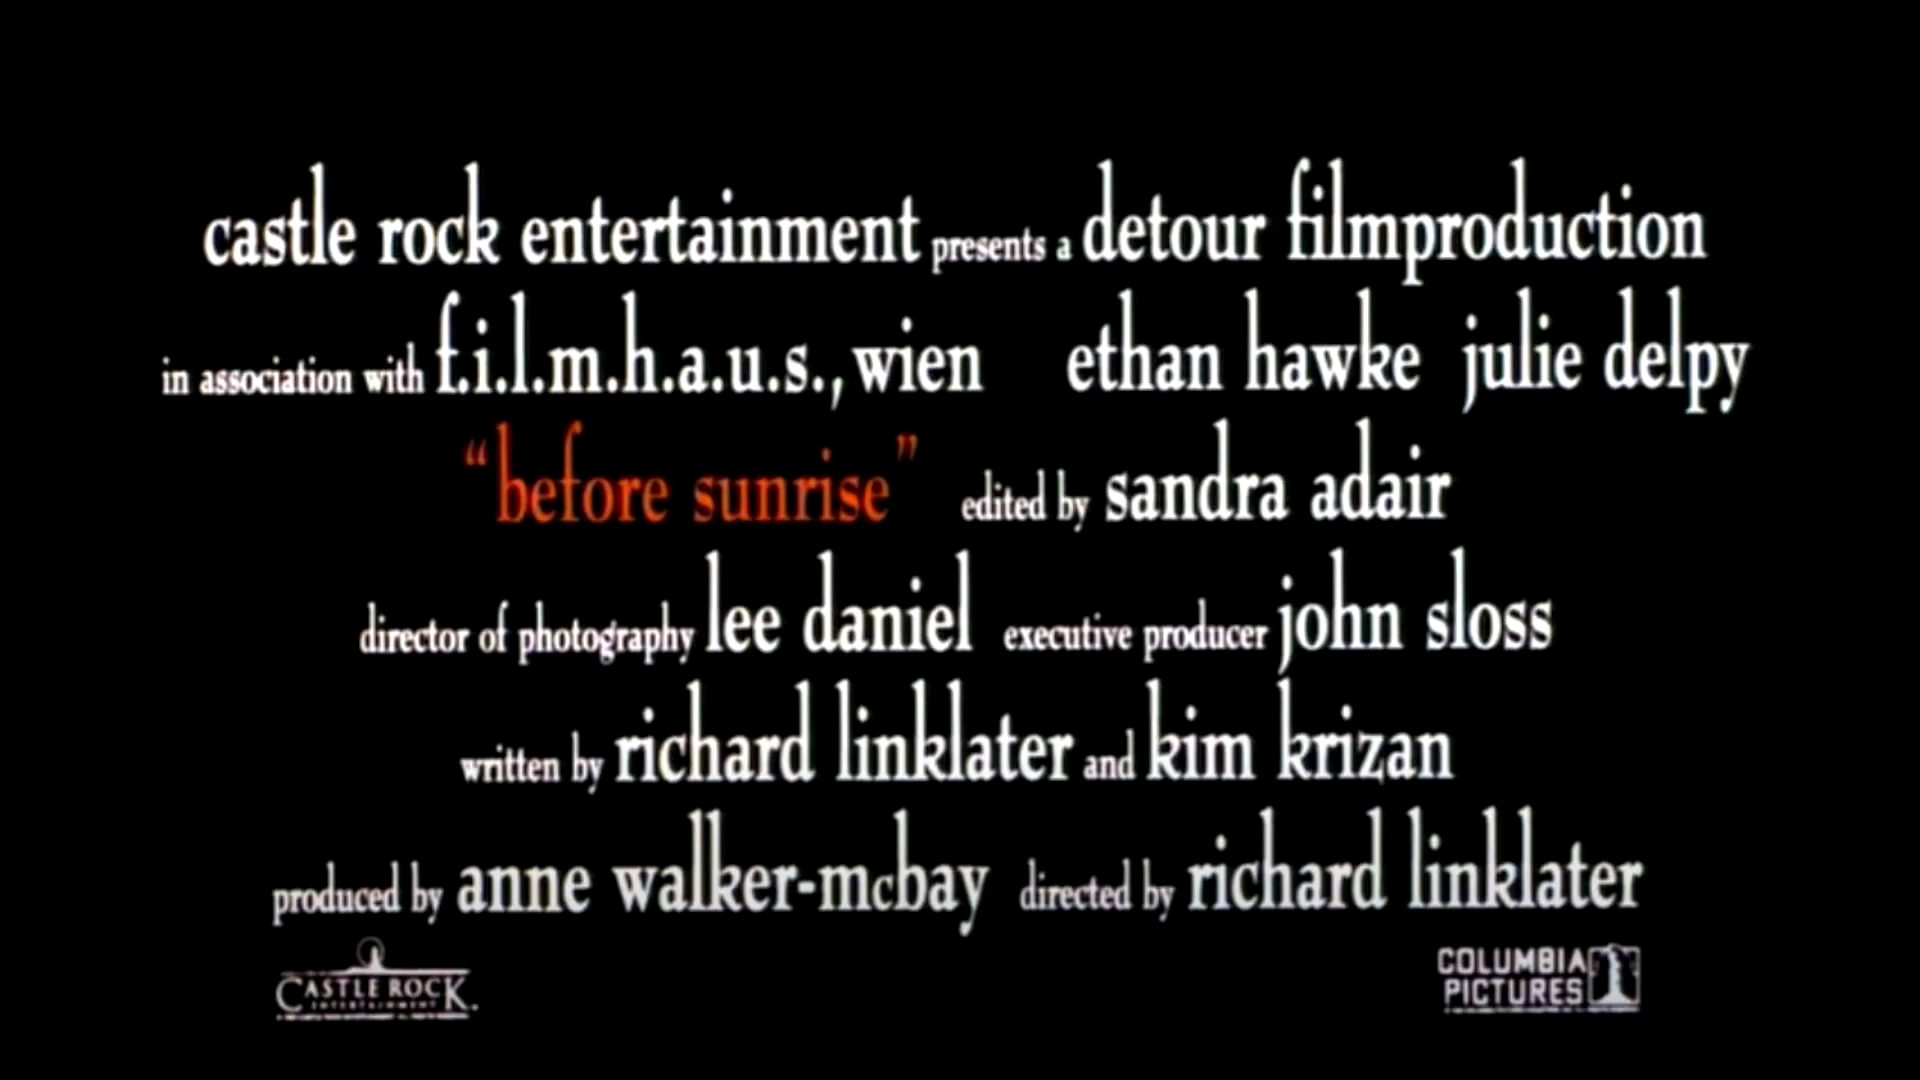 castle rock entertainment presents a detour filmproduction
in association with f.i.l.m.h.a.u.s., wien ethan hawke julie delpy
“before sunrise” edited by sandra adair
director of photography lee daniel executive producer john sloss
written by richard linklater and kim krizan
produced by anne walker-mcbay directed by richard linklater
CASTLE ROCK
ENTERTAINMENT
COLUMBIA
PICTURES